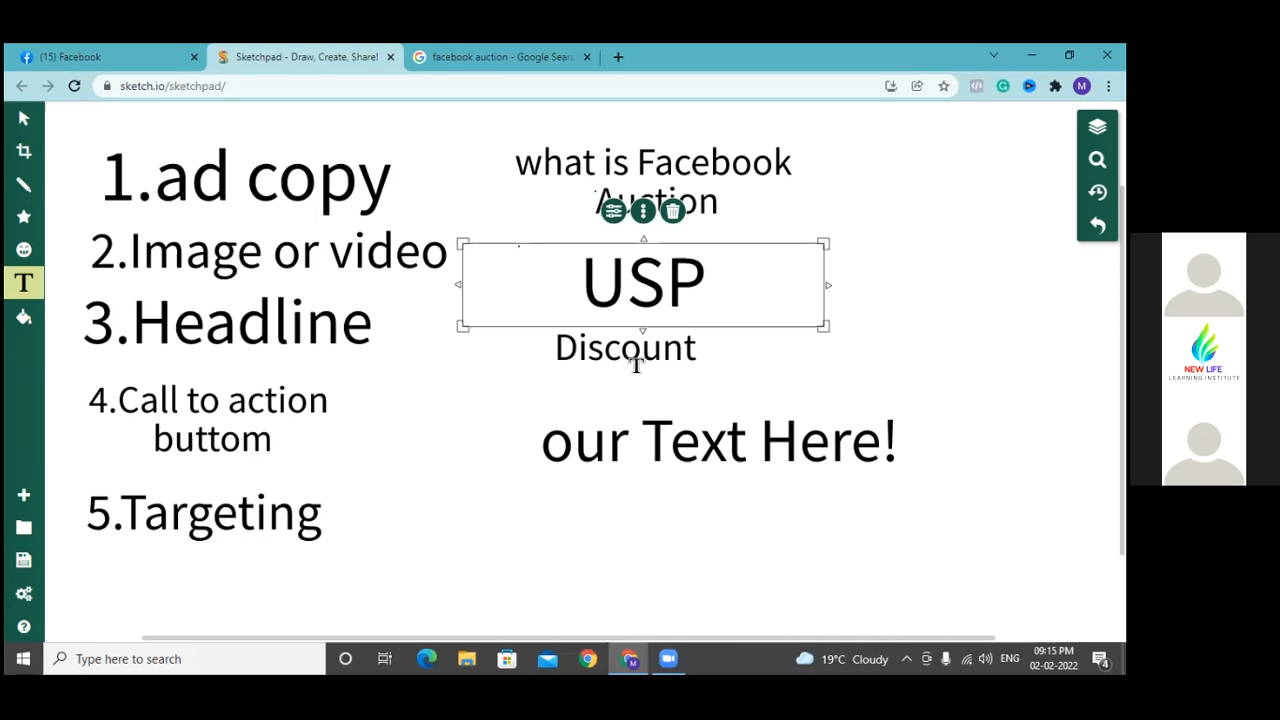 (15) Facebook
Sketchpad - Draw, Create, Share!
facebook auction - Google Sear
sketch.io/sketchpad/
M
1.ad copy
2.Image or video
3.Headline
4.Call to action
buttom
5.Targeting
what is Facebook
Auction
USP
Discount
our Text Here!
T
NEW LIFE
LEARNING INSTITUTE
Type here to search
19°C Cloudy
ENG
09:15 PM
02-02-2022
4